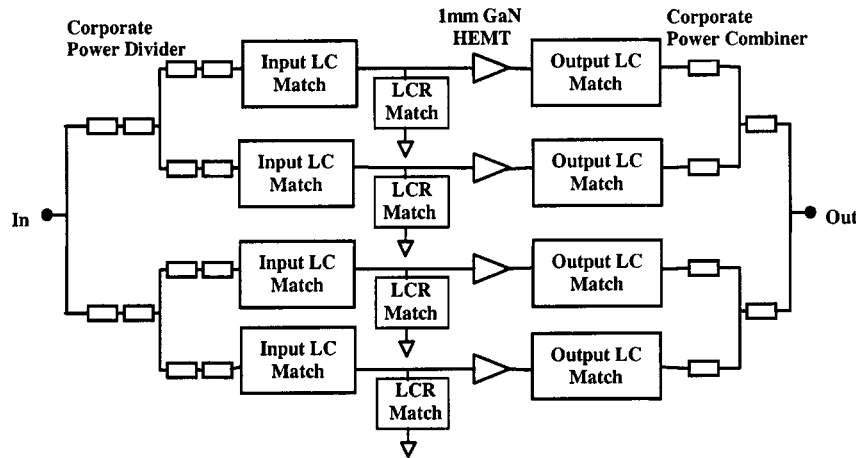 Corporate
Power Divider
1mm GaN
HEMT
Corporate
Power Combiner
Input LC
Match
LCR
Match
Output LC
Match
Input LC
Match
LCR
Match
Output LC
Match
In
Out
Input LC
Match
LCR
Match
Output LC
Match
Input LC
Match
LCR
Match
Output LC
Match